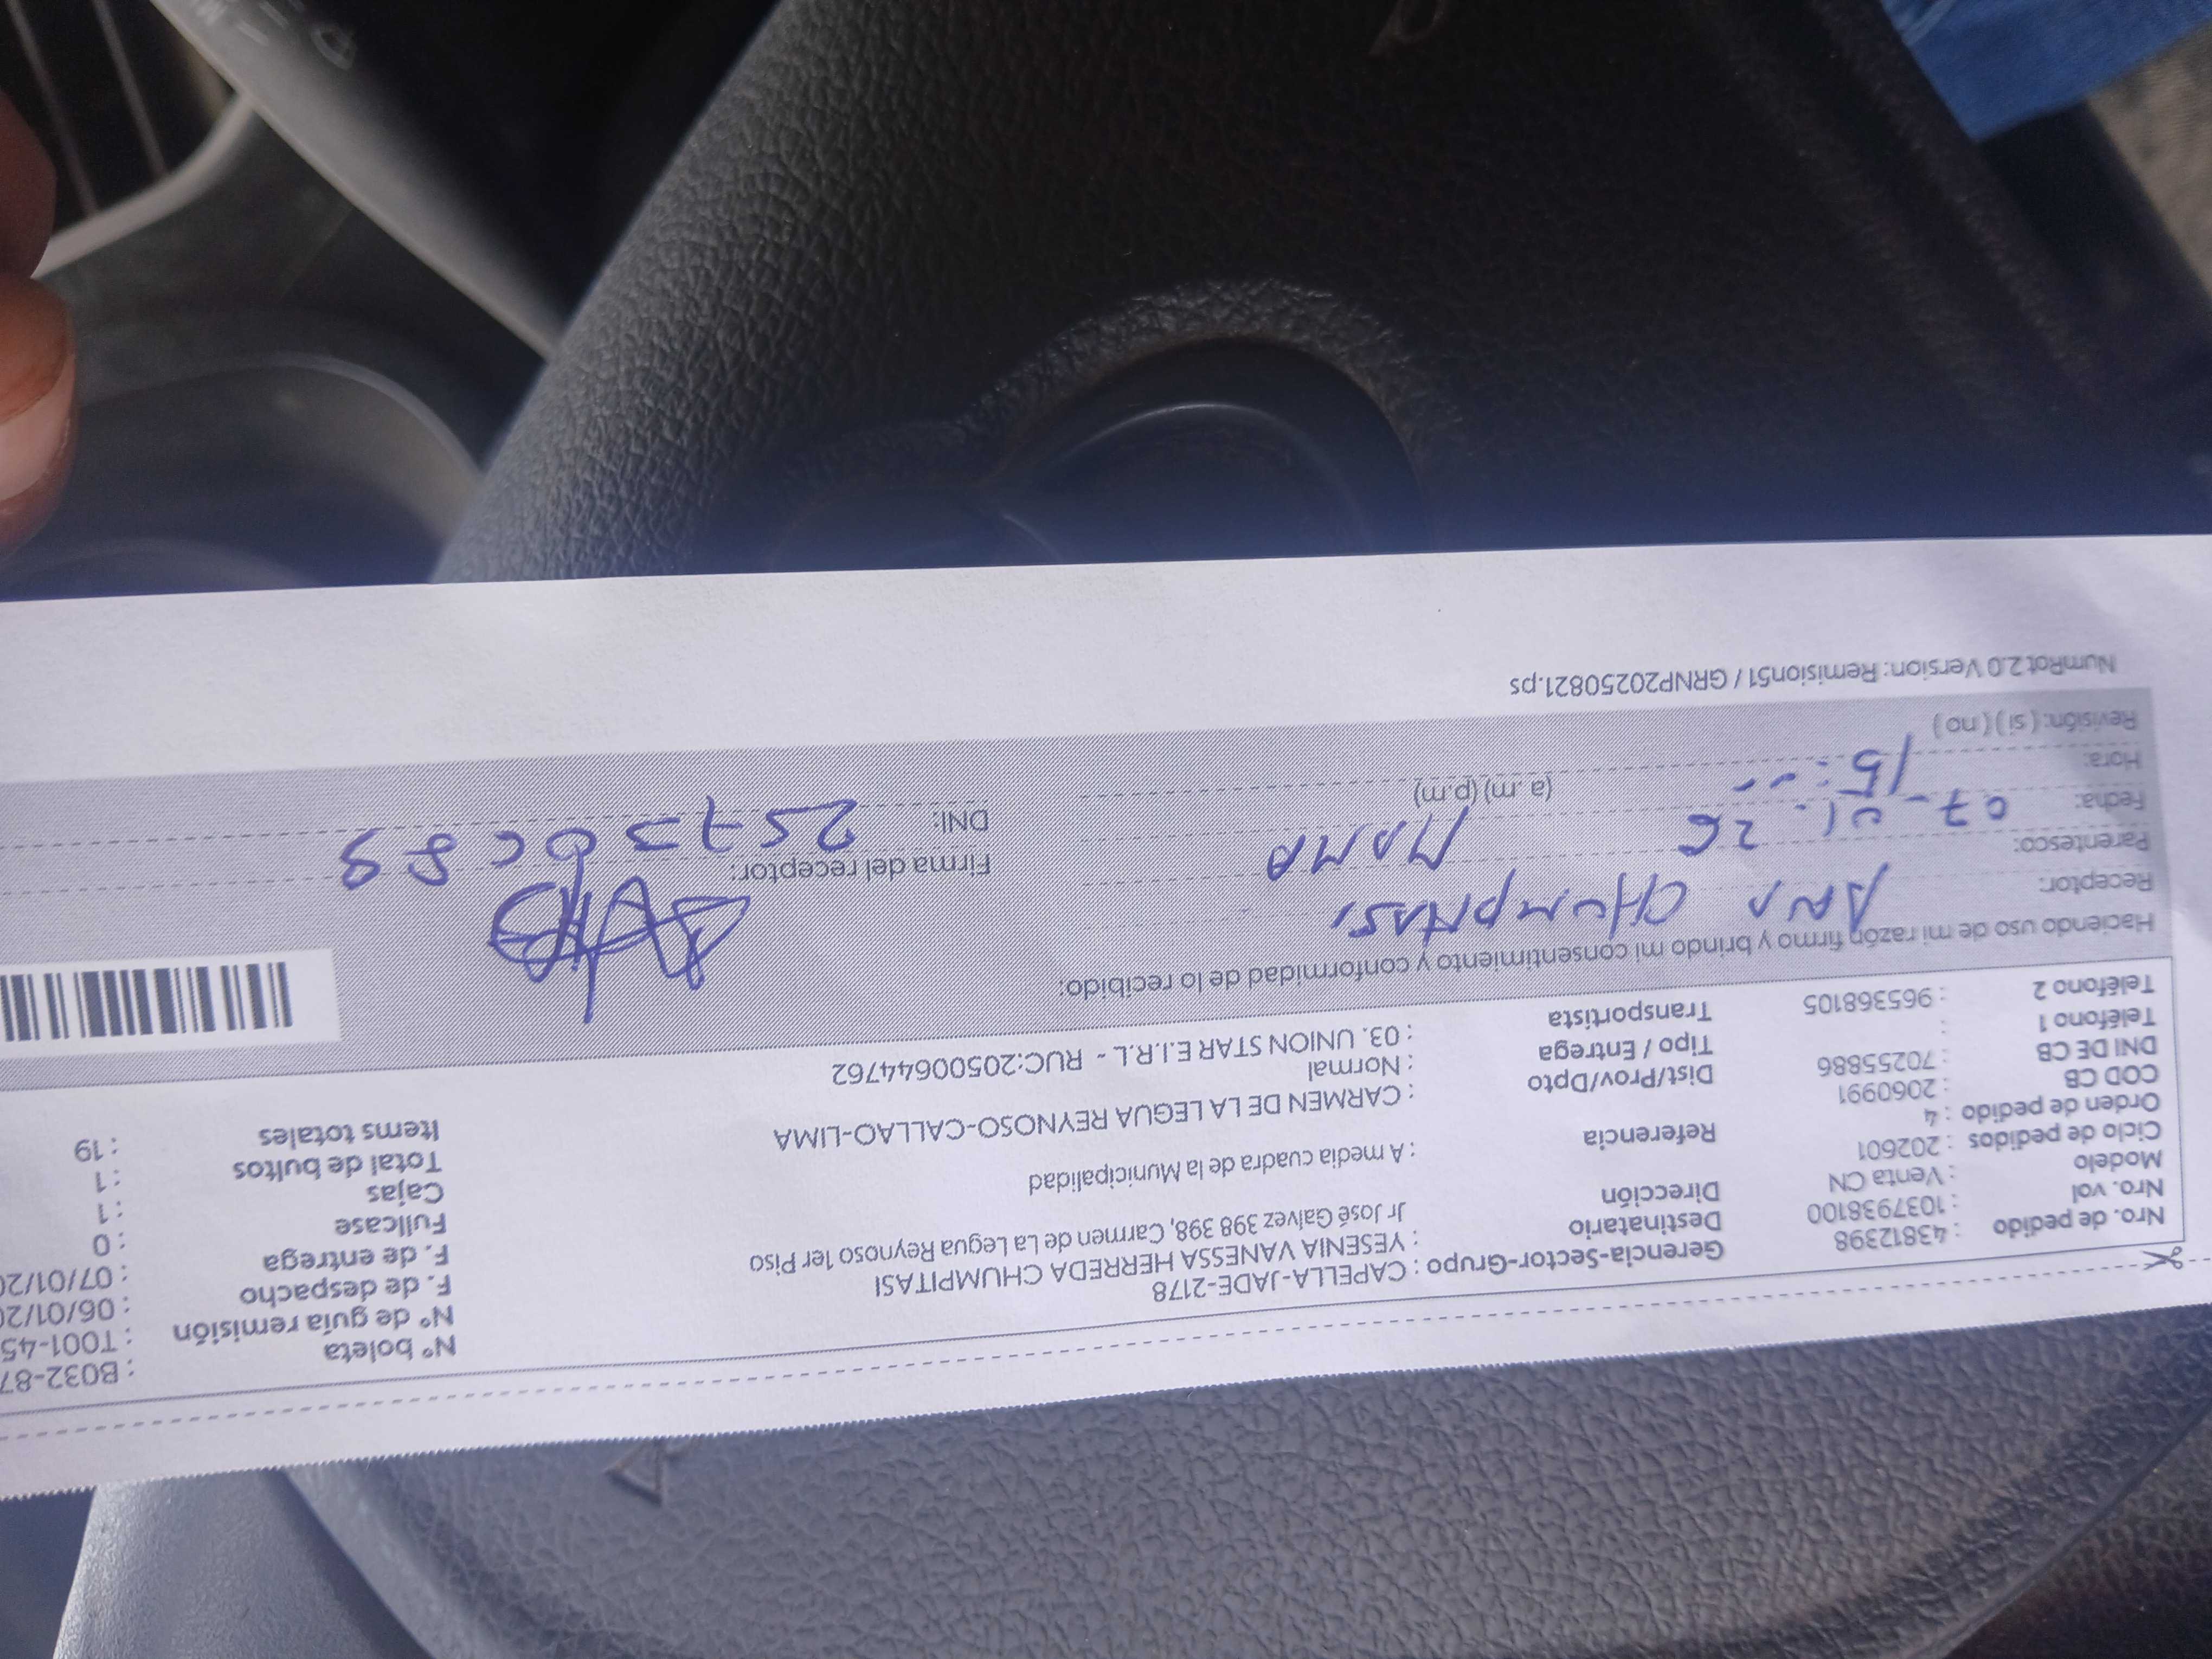 Nro. de pedido : 43812398
Nro. vol : 1037938100
Modelo : Venta CN
Ciclo de pedidos : 202601
Orden de pedido : 4
COD CB : 2060991
DNI DE CB : 70255886
Teléfono 1 :
Teléfono 2 : 965368105
Gerencia-Sector-Grupo : CAPELLA-JADE-2178
Destinatario : YESENIA VANESSA HERREDA CHUMPITASI
Dirección Jr José Galvez 398 398, Carmen de La Legua Reynoso 1er Piso
Referencia : A media cuadra de la Municipalidad
Dist/Prov/Dpto : CARMEN DE LA LEGUA REYNOSO-CALLAO-LIMA
Tipo / Entrega : Normal
Transportista : 03. UNION STAR E.I.R.L - RUC:20500644762
N° boleta : B032-87
N° de guía remisión : T001-45
F. de despacho : 06/01/20
F. de entrega : 07/01/20
Fullcase : 0
Cajas : 1
Total de bultos : 1
Items totales : 19
Haciendo uso de mi razón firmo y brindo mi consentimiento y conformidad de lo recibido:
Receptor: ANA CHUMPITASI
Parentesco: MAMA
Fecha: 07-01-26
Hora: 15: (a.m) (p.m)
Revisión: ( si ) ( no )
Firma del receptor:
DNI:
NumRot 2.0 Version: Remision51 / GRNP20250821.ps